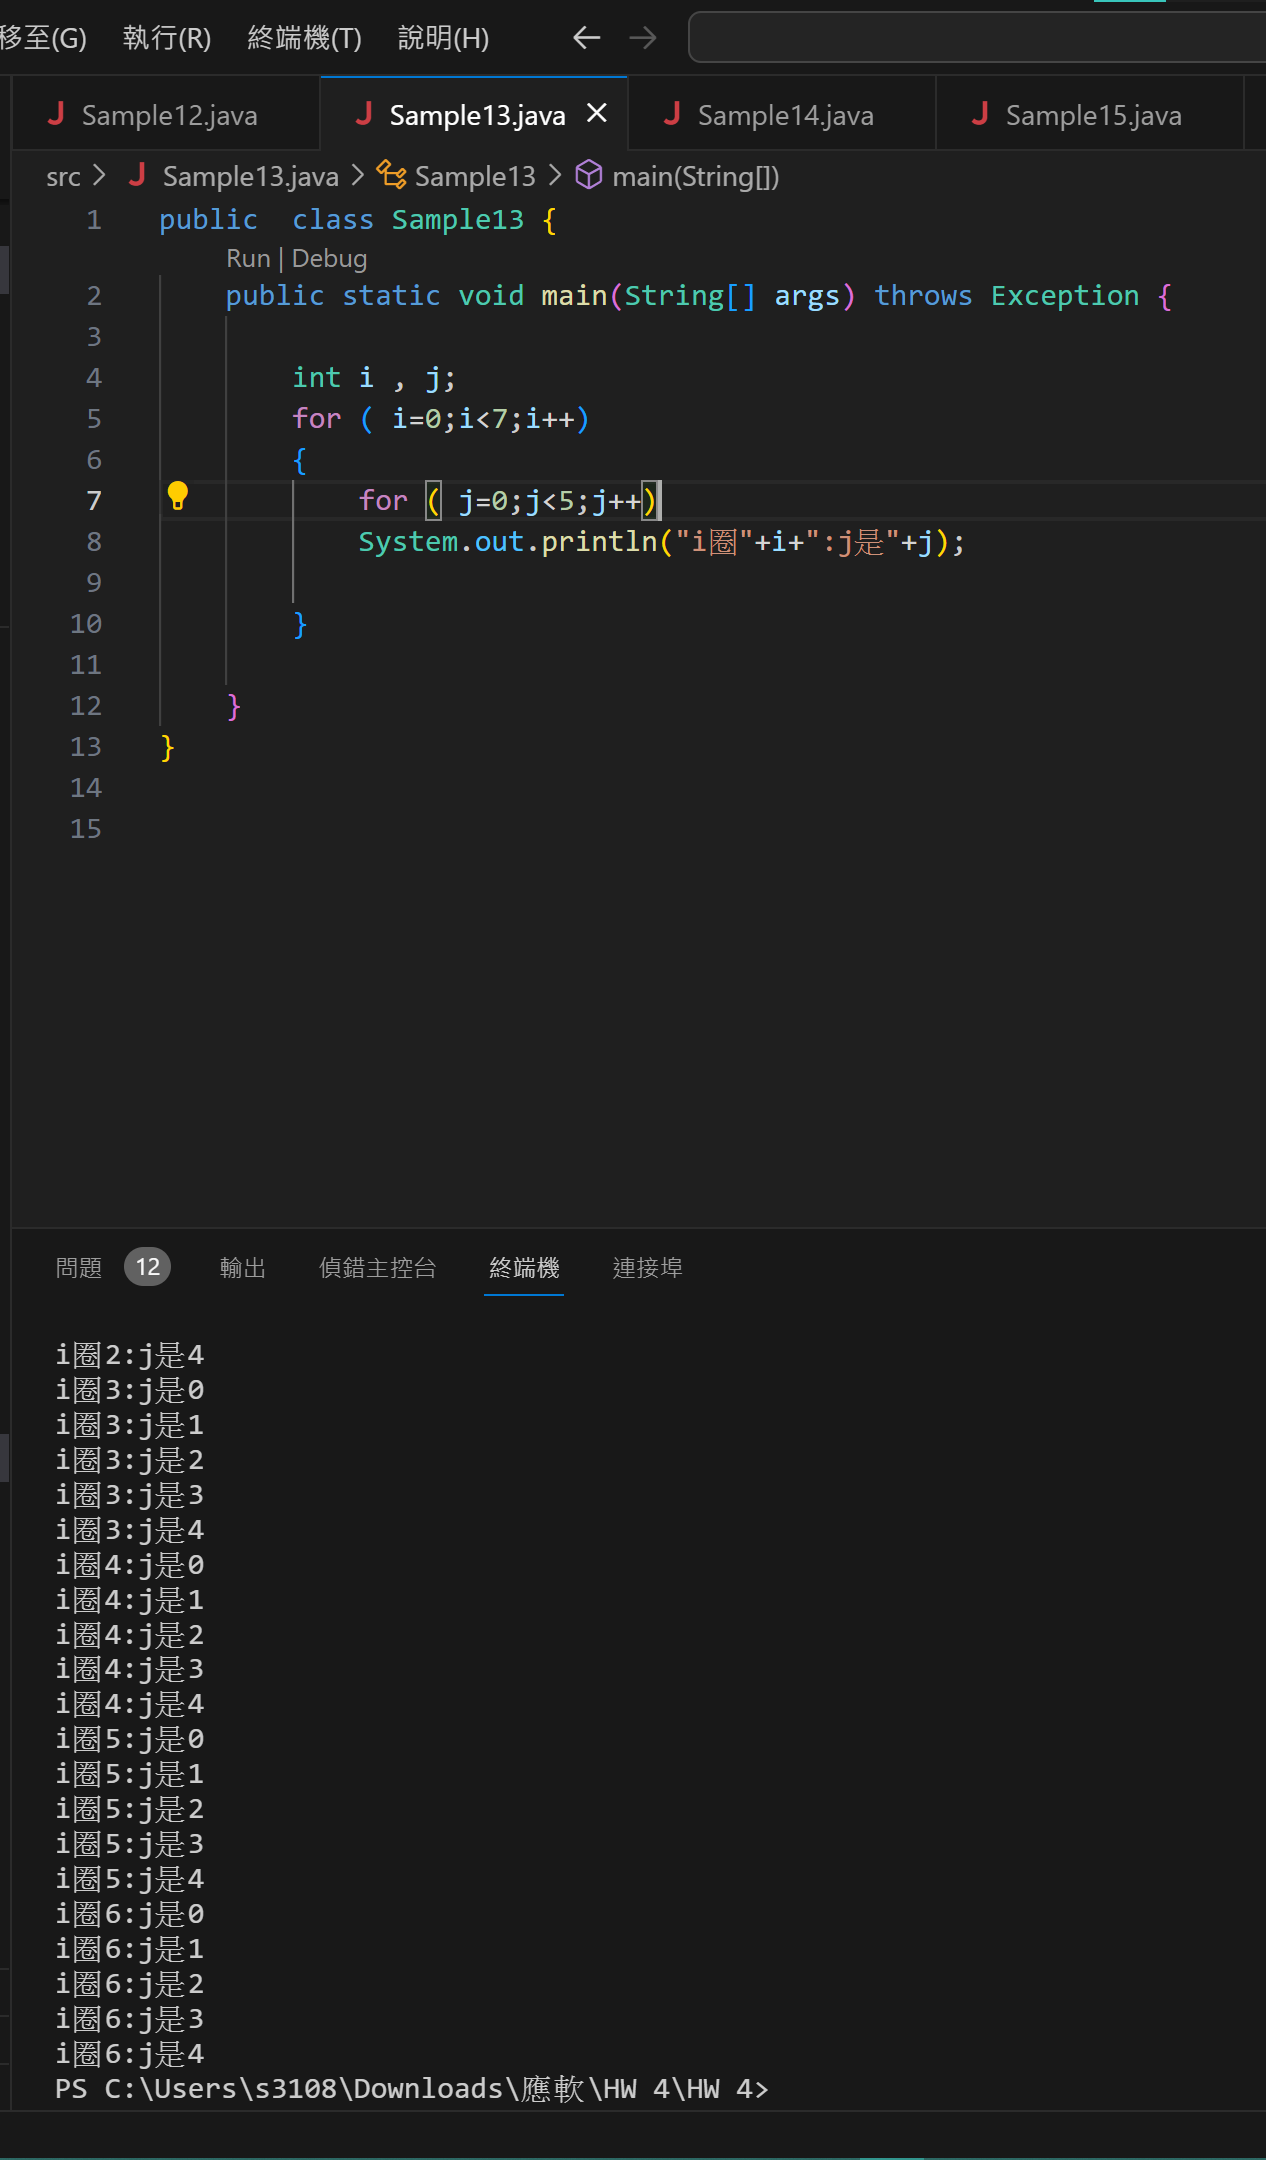 移至(G) 執行(R) 終端機(T) 說明(H)
Sample12.java Sample13.java Sample14.java Sample15.java
src > Sample13.java > Sample13 > main(String[])
1 public  class Sample13 {
Run | Debug
2 public static void main(String[] args) throws Exception {
3
4 int i , j;
5 for ( i=0;i<7;i++)
6 {
7 for ( j=0;j<5;j++)
8 System.out.println("i圈"+i+":j是"+j);
9
10 }
11
12 }
13 }
14
15
問題 12 輸出 偵錯主控台 終端機 連接埠
i圈2:j是4
i圈3:j是0
i圈3:j是1
i圈3:j是2
i圈3:j是3
i圈3:j是4
i圈4:j是0
i圈4:j是1
i圈4:j是2
i圈4:j是3
i圈4:j是4
i圈5:j是0
i圈5:j是1
i圈5:j是2
i圈5:j是3
i圈5:j是4
i圈6:j是0
i圈6:j是1
i圈6:j是2
i圈6:j是3
i圈6:j是4
PS C:\Users\s3108\Downloads\應軟\HW 4\HW 4>